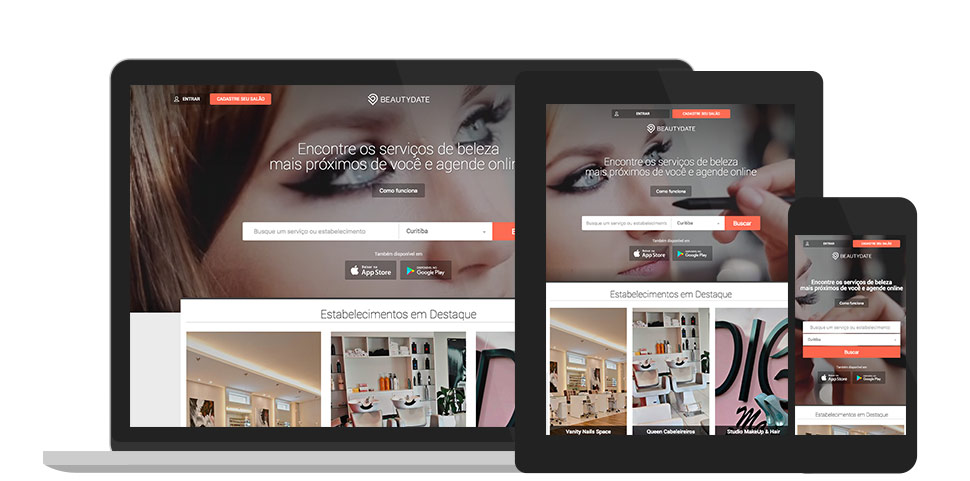 ENTRAR
CADASTRE SEU SALÃO
BEAUTYDATE
Encontre os serviços de beleza
mais próximos de você e agende onlin
Como funciona
Busque um serviço ou estabelecimento
Curitiba
Também disponível em
App Store
Google Play
Estabelecimentos em Destaque
ENTRAR
CADASTRE SEU SALÃO
BEAUTYDATE
Encontre os serviços de beleza
mais próximos de você e agende online
Como funciona
Busque um serviço ou estabelecimento
Curitiba
Buscar
Também disponível em
App Store
Google Play
Estabelecimentos em Destaque
Vanity Nails Space
Queen Cabeleireiros
Studio MakeUp & Hair
ENTRAR
CADASTRE SEU SALÃO
BEAUTYDATE
Encontre os serviços de beleza
mais próximos de você e agende online
Como funciona
Busque um serviço ou estabelecimento
Curitiba
Buscar
Também disponível em
App Store
Google Play
Estabelecimentos em Destaque